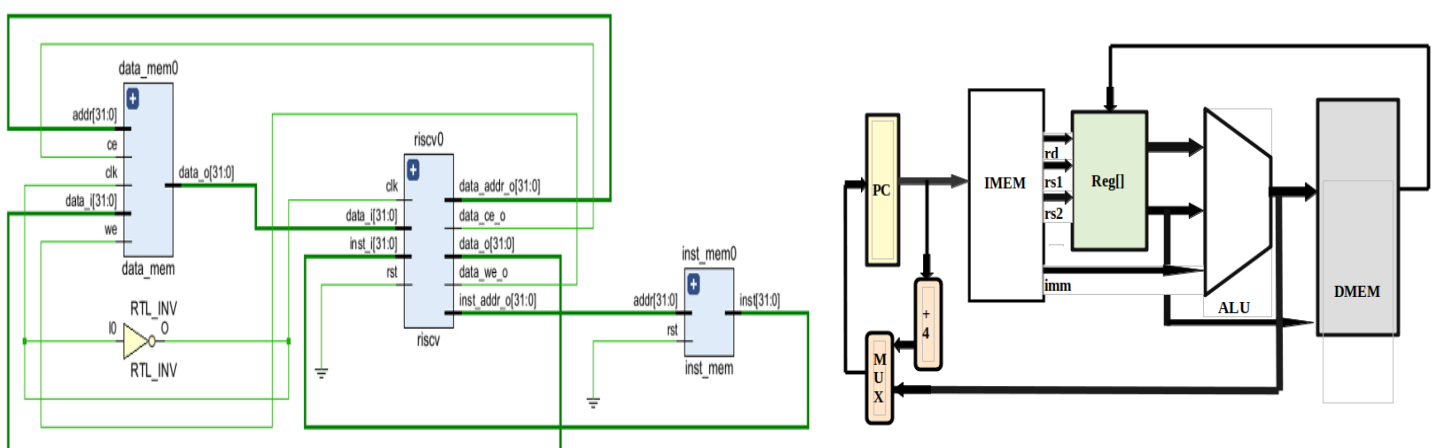 data_mem0
addr[31:0]
ce
clk
data_i[31:0]
we
data_o[31:0]
data_mem
RTL_INV
I0
O
RTL_INV
riscv0
clk
data_i[31:0]
inst_i[31:0]
rst
data_addr_o[31:0]
data_ce_o
data_o[31:0]
data_we_o
inst_addr_o[31:0]
riscv
inst_mem0
addr[31:0]
rst
inst[31:0]
inst_mem
PC
IMEM
rd
rs1
rs2
imm
Reg[]
ALU
DMEM
+
4
M
U
X